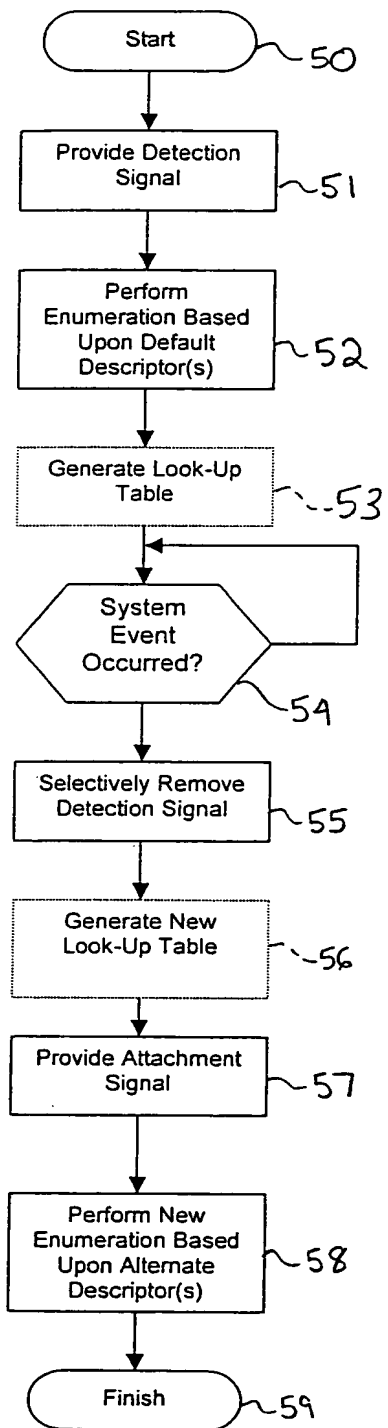 Start
50
Provide Detection
Signal
51
Perform
Enumeration Based
Upon Default
Descriptor(s)
52
Generate Look-Up
Table
53
System
Event
Occurred?
54
Selectively Remove
Detection Signal
55
Generate New
Look-Up Table
56
Provide Attachment
Signal
57
Perform New
Enumeration Based
Upon Alternate
Descriptor(s)
58
Finish
59